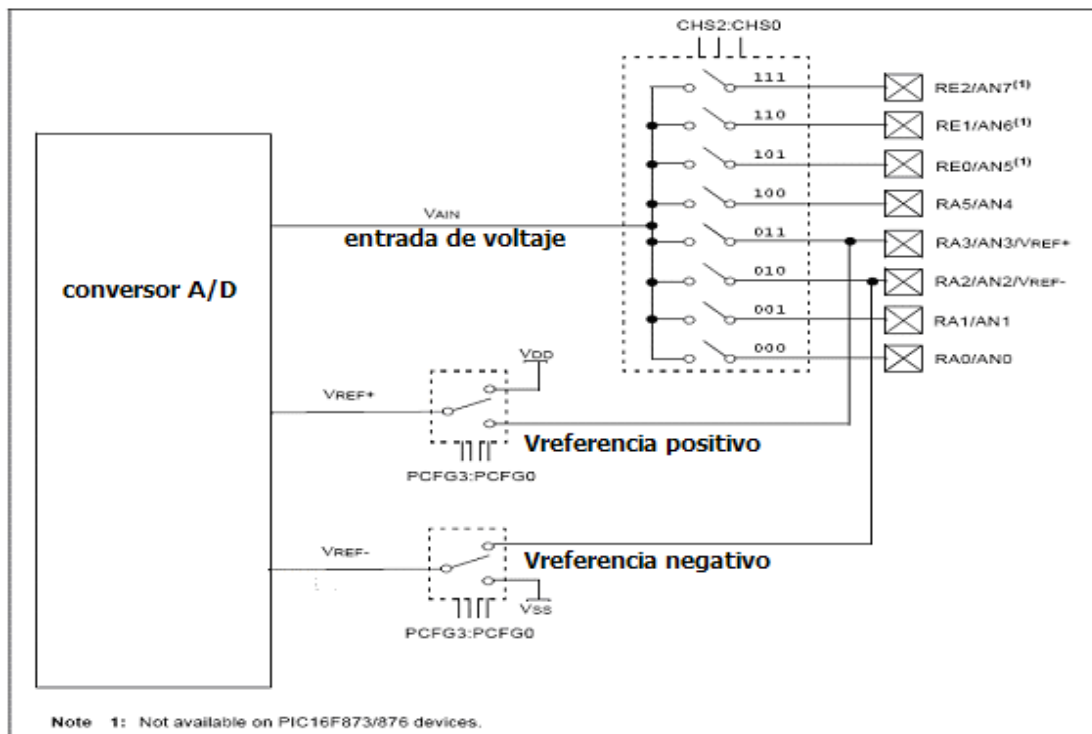 CHS2:CHS0
111 RE2/AN7(1)
110 RE1/AN6(1)
101 RE0/AN5(1)
100 RA5/AN4
VAIN
entrada de voltaje
011 RA3/AN3/VREF+
conversor A/D
010 RA2/AN2/VREF-
001 RA1/AN1
000 RA0/AN0
VDD
VREF+
Vreferencia positivo
PCFG3:PCFG0
VREF-
Vreferencia negativo
VSS
PCFG3:PCFG0
Note 1: Not available on PIC16F873/876 devices.